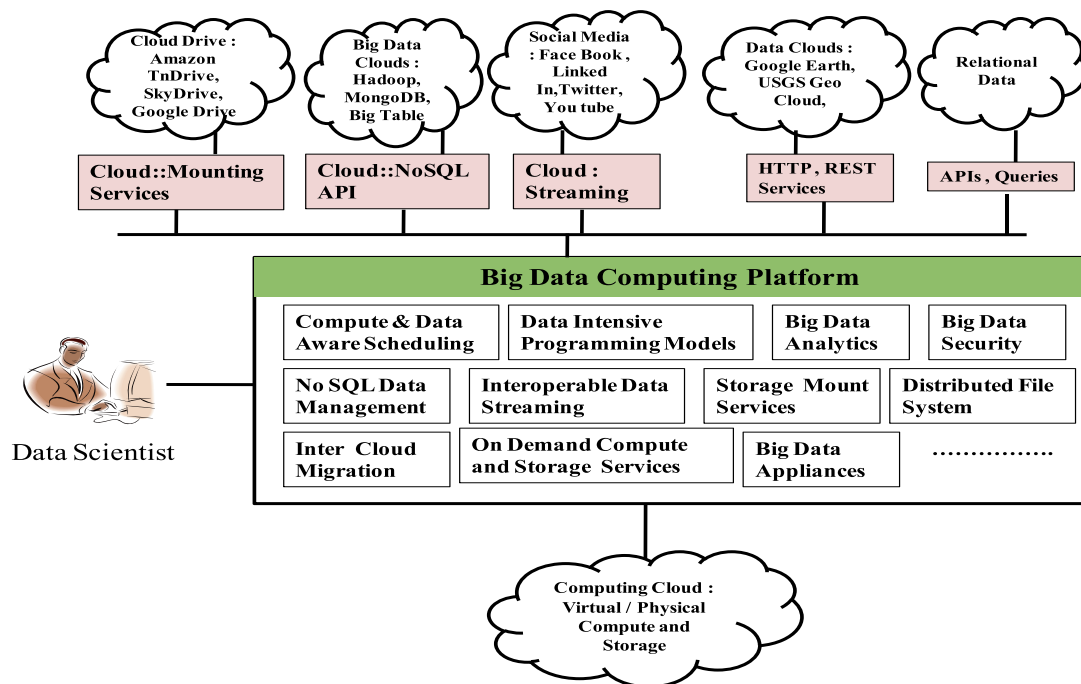 Cloud Drive :
Amazon
TnDrive,
SkyDrive,
Google Drive
Big Data
Clouds :
Hadoop,
MongoDB,
Big Table
Social Media
: Face Book ,
Linked
In,Twitter,
You tube
Data Clouds :
Google Earth,
USGS Geo
Cloud,
Relational
Data
Cloud::Mounting
Services
Cloud::NoSQL
API
Cloud :
Streaming
HTTP , REST
Services
APIs , Queries
Big Data Computing Platform
Compute & Data
Aware Scheduling
Data Intensive
Programming Models
Big Data
Analytics
Big Data
Security
No SQL Data
Management
Interoperable Data
Streaming
Storage Mount
Services
Distributed File
System
Inter Cloud
Migration
On Demand Compute
and Storage Services
Big Data
Appliances
................
Data Scientist
Computing Cloud :
Virtual / Physical
Compute and
Storage